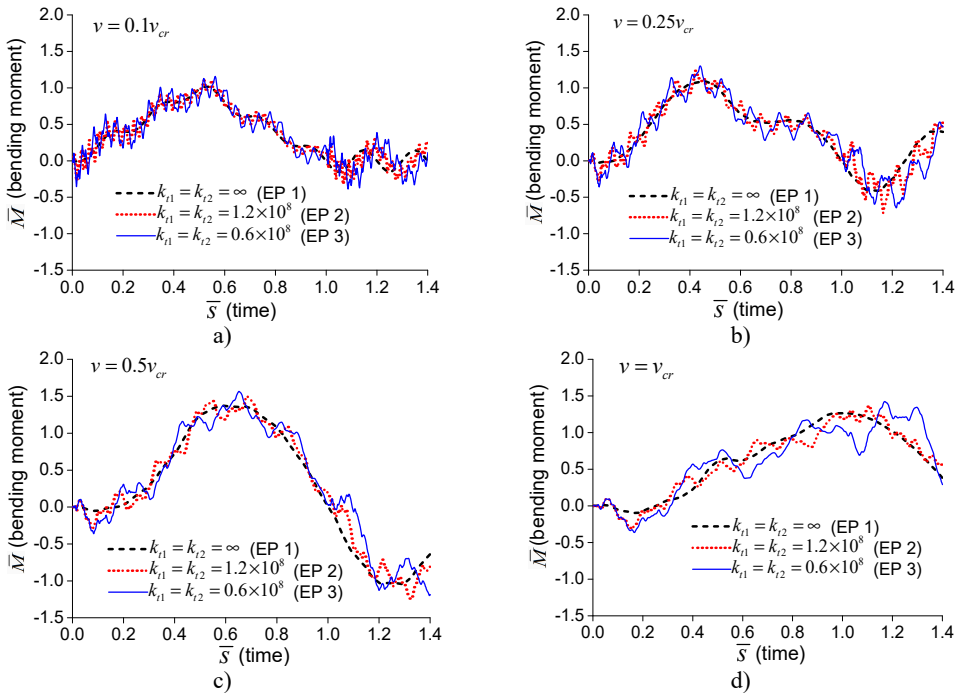 v = 0.1v_cr
2.0
1.5
1.0
0.5
0.0
-0.5
-1.0
-1.5
M̅ (bending moment)
k_t1 = k_t2 = ∞ (EP 1)
k_t1 = k_t2 = 1.2×10^8 (EP 2)
k_t1 = k_t2 = 0.6×10^8 (EP 3)
0.0 0.2 0.4 0.6 0.8 1.0 1.2 1.4
s̅ (time)
a)
v = 0.25v_cr
2.0
1.5
1.0
0.5
0.0
-0.5
-1.0
-1.5
M̅ (bending moment)
k_t1 = k_t2 = ∞ (EP 1)
k_t1 = k_t2 = 1.2×10^8 (EP 2)
k_t1 = k_t2 = 0.6×10^8 (EP 3)
0.0 0.2 0.4 0.6 0.8 1.0 1.2 1.4
s̅ (time)
b)
v = 0.5v_cr
2.0
1.5
1.0
0.5
0.0
-0.5
-1.0
-1.5
M̅ (bending moment)
k_t1 = k_t2 = ∞ (EP 1)
k_t1 = k_t2 = 1.2×10^8 (EP 2)
k_t1 = k_t2 = 0.6×10^8 (EP 3)
0.0 0.2 0.4 0.6 0.8 1.0 1.2 1.4
s̅ (time)
c)
v = v_cr
2.0
1.5
1.0
0.5
0.0
-0.5
-1.0
-1.5
M̅ (bending moment)
k_t1 = k_t2 = ∞ (EP 1)
k_t1 = k_t2 = 1.2×10^8 (EP 2)
k_t1 = k_t2 = 0.6×10^8 (EP 3)
0.0 0.2 0.4 0.6 0.8 1.0 1.2 1.4
s̅ (time)
d)